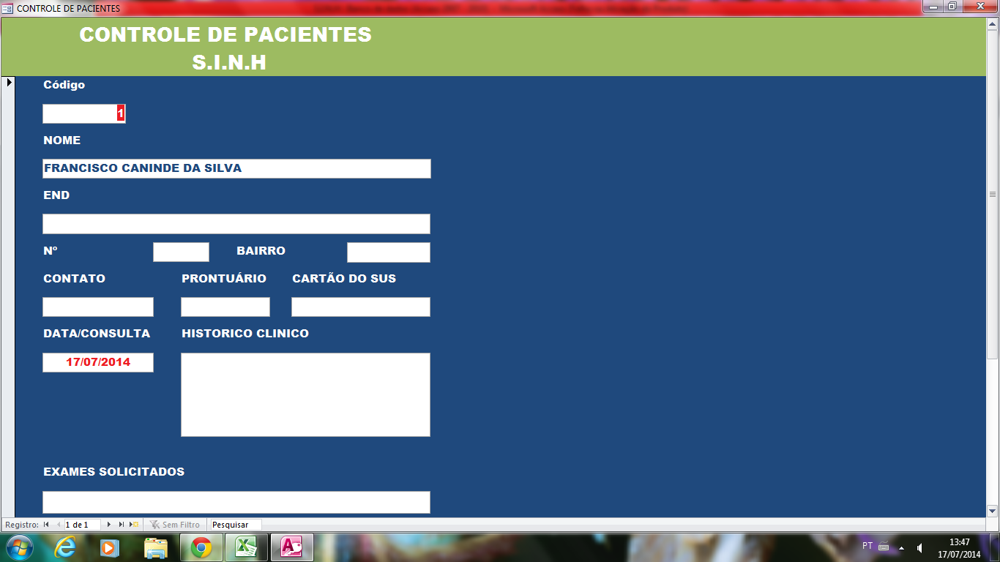 CONTROLE DE PACIENTES
CONTROLE DE PACIENTES
S.I.N.H
Código
1
NOME
FRANCISCO CANINDE DA SILVA
END
Nº BAIRRO
CONTATO PRONTUÁRIO CARTÃO DO SUS
DATA/CONSULTA HISTORICO CLINICO
17/07/2014
EXAMES SOLICITADOS
Registro: 1 de 1 Sem Filtro Pesquisar
PT 13:47
17/07/2014